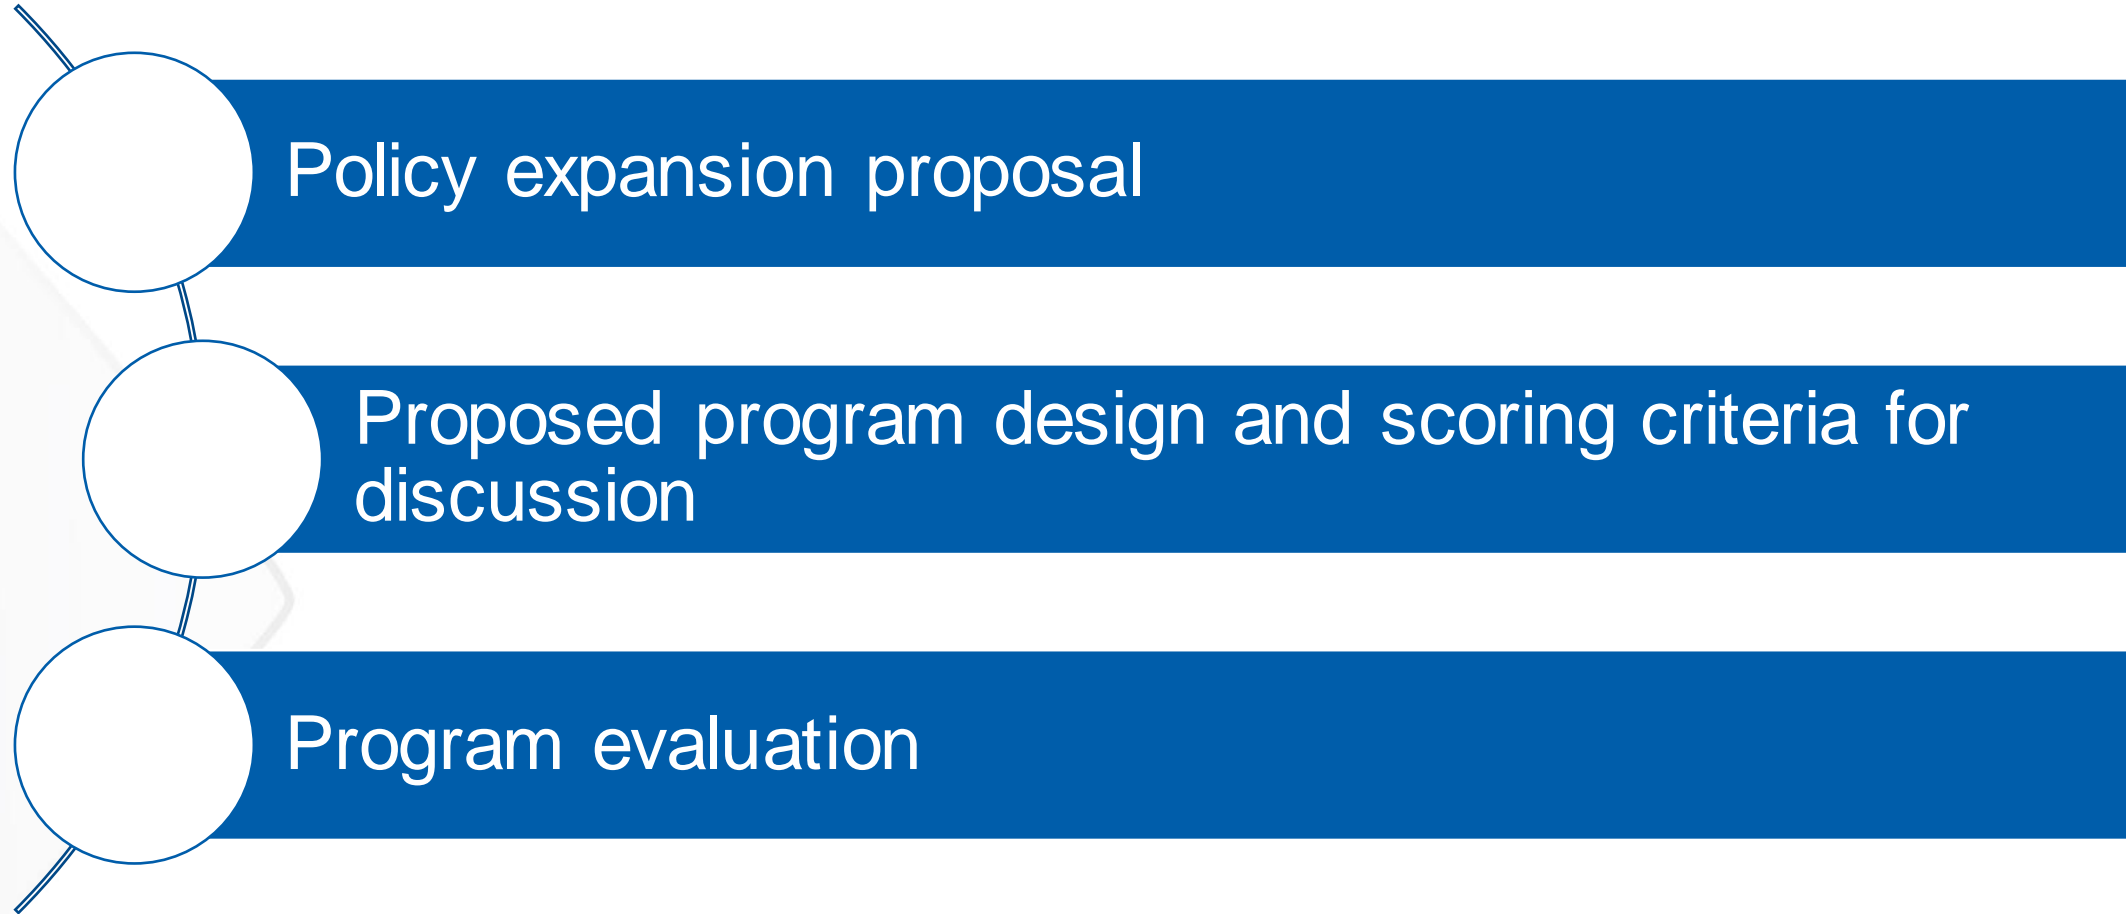 Policy expansion proposal
Proposed program design and scoring criteria for
discussion
Program evaluation